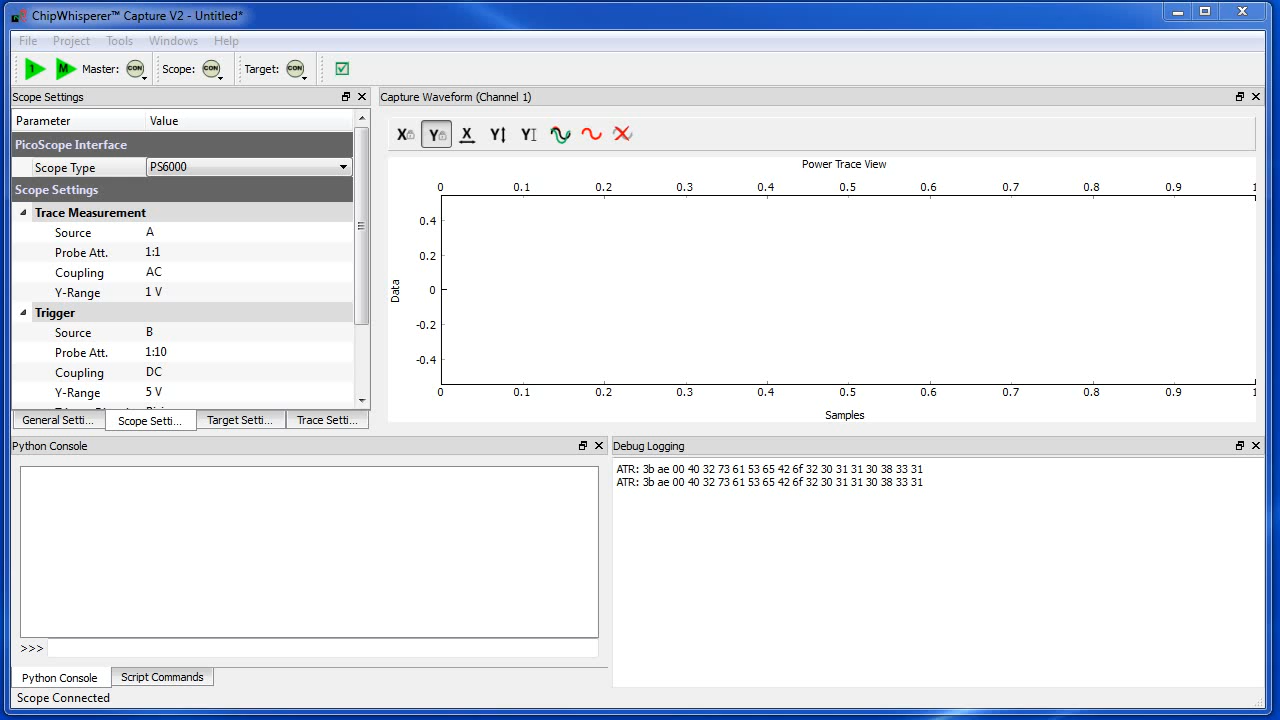 ChipWhisperer™ Capture V2 - Untitled*
File Project Tools Windows Help
1 M Master: CON Scope: CON Target: CON
Scope Settings
Parameter Value
PicoScope Interface
Scope Type PS6000
Scope Settings
Trace Measurement
Source A
Probe Att. 1:1
Coupling AC
Y-Range 1 V
Trigger
Source B
Probe Att. 1:10
Coupling DC
Y-Range 5 V
General Setti... Scope Setti... Target Setti... Trace Setti...
Capture Waveform (Channel 1)
X Y X Y Y
Power Trace View
0 0.1 0.2 0.3 0.4 0.5 0.6 0.7 0.8 0.9 1
0.4
0.2
0
-0.2
-0.4
Data
0 0.1 0.2 0.3 0.4 0.5 0.6 0.7 0.8 0.9 1
Samples
Python Console
>>>
Python Console Script Commands
Debug Logging
ATR: 3b ae 00 40 32 73 61 53 65 42 6f 32 30 31 31 30 38 33 31
ATR: 3b ae 00 40 32 73 61 53 65 42 6f 32 30 31 31 30 38 33 31
Scope Connected